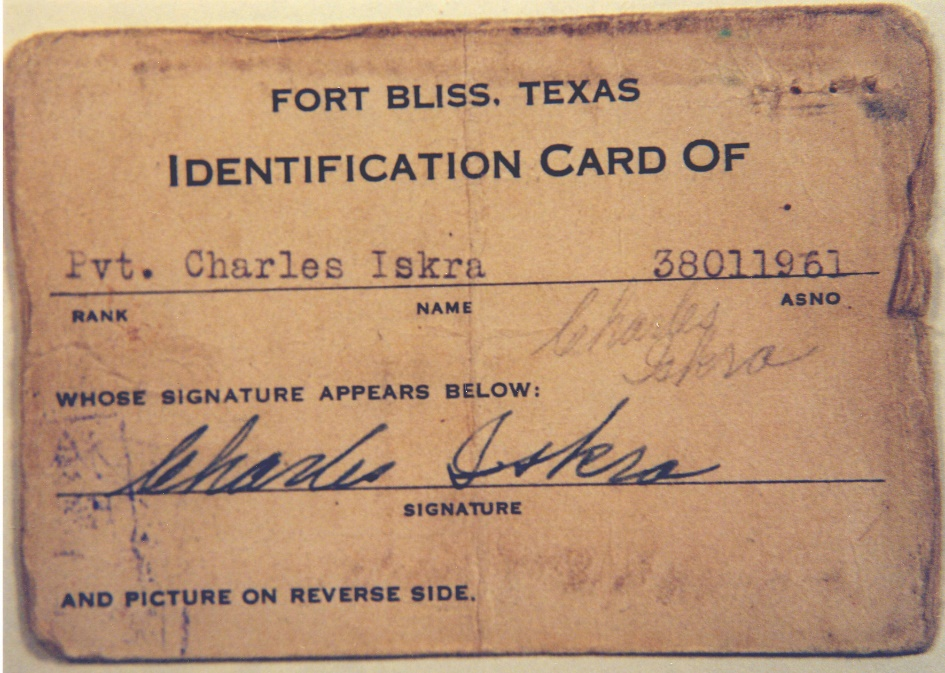 FORT BLISS, TEXAS
IDENTIFICATION CARD OF
Pvt. Charles Iskra 38011961
RANK NAME ASNO
Charles
Iskra
WHOSE SIGNATURE APPEARS BELOW:
Charles Iskra
SIGNATURE
AND PICTURE ON REVERSE SIDE.